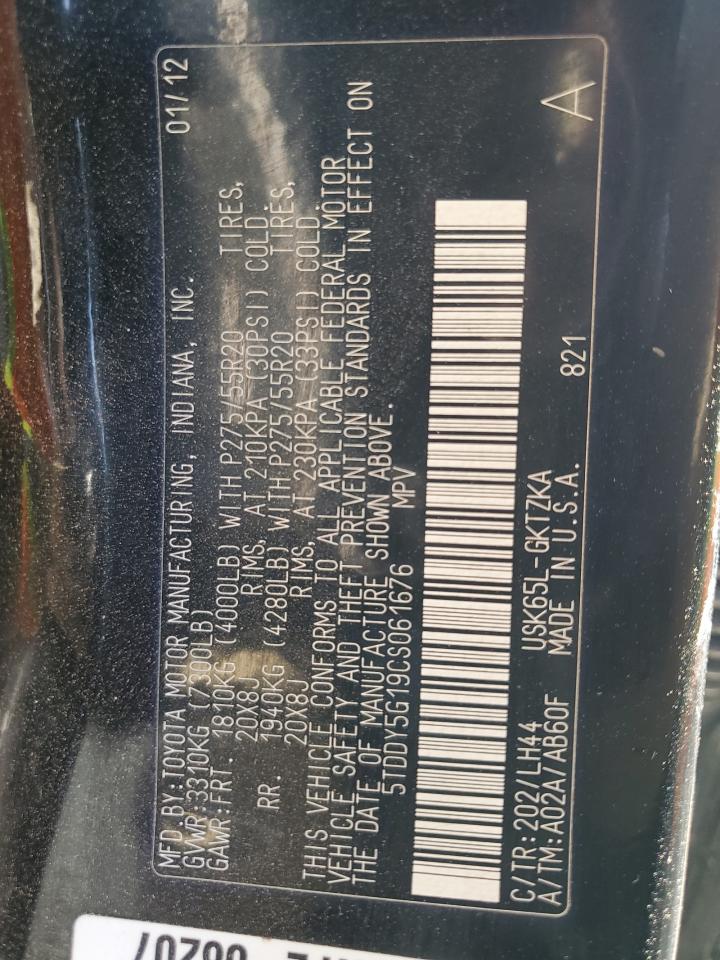 MFD.BY:TOYOTA MOTOR MANUFACTURING, INDIANA, INC. 01/12
GVWR:3310KG (7300LB)
GAWR:FRT. 1810KG (4000LB) WITH P275/55R20 TIRES,
20X8J RIMS, AT 210KPA (30PSI) COLD.
RR. 1940KG (4280LB) WITH P275/55R20 TIRES,
20X8J RIMS, AT 230KPA (33PSI) COLD.
THIS VEHICLE CONFORMS TO ALL APPLICABLE FEDERAL MOTOR
VEHICLE SAFETY AND THEFT PREVENTION STANDARDS IN EFFECT ON
THE DATE OF MANUFACTURE SHOWN ABOVE.
5TDDY5G19CS061676 MPV
C/TR:202/LH44 USK65L-GKTZKA 821
A/TM:A02A/AB60F MADE IN U.S.A. A